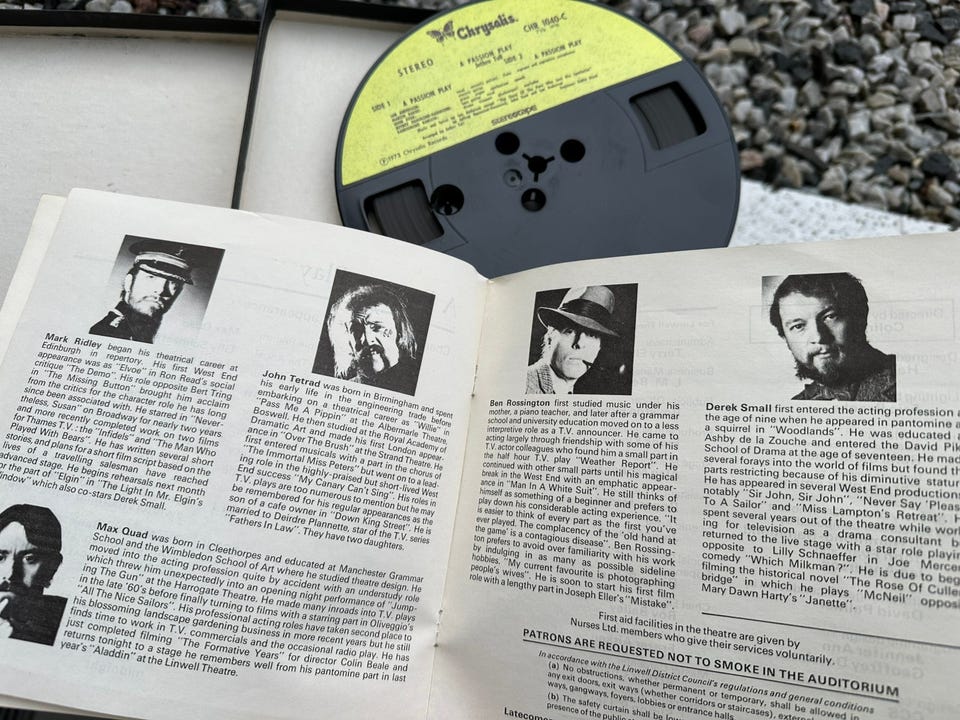 Chrysalis.
CHR 1040-C
STEREO
A PASSION PLAY
Jethro Tull
SIDE 1 A PASSION PLAY
SIDE 2 A PASSION PLAY
stereotape
Ⓟ1973 Chrysalis Records
Mark Ridley began his theatrical career at
Edinburgh in repertory. His first West End
appearance was as "Elvoe" in Ron Read's social
critique "The Demo". His role opposite Bert Tring
in "The Missing Button" brought him acclaim
from the critics for the character role he has long
since been associated with. He starred in "Never-
theless, Susan" on Broadway for nearly two years
and more recently completed work on two films
for Thames T.V.: the "Infidels" and "The Man Who
Played With Bears". He has written several short
stories, and plans for a short film script based on the
lives of a travelling salesman have reached
advanced stage. He begins rehearsals next month
for the part of "Elgin" in "The Light In Mr. Elgin's
indow" which also co-stars Derek Small.
John Tetrad was born in Birmingham and spent
his early life in the engineering trade before
embarking on a theatrical career as "Willie" in
"Pass Me A Pippin" at the Albemarle Theatre,
Boswell. He then studied at the Royal Academy of
Dramatic Art and made his first London appear-
ance in "Over The Brush" at the Strand Theatre. He
first entered musicals with a part in the chorus of
"The Immortal Miss Peters" but went on to a lead-
ing role in the highly-praised but short-lived West
End success "My Canary Can't Sing". His roles in
T.V. plays are too numerous to mention but he may
be remembered for his regular appearances as the
son of a cafe owner in "Down King Street". He is
married to Deirdre Plannette, star of the T.V. series
"Fathers In Law". They have two daughters.
Max Quad was born in Cleethorpes and educated at Manchester Grammar
School and the Wimbledon School of Art where he studied theatre design. He
moved into the acting profession quite by accident with an understudy role
which threw him unexpectedly into an opening night performance of "Jump-
ing The Gun" at the Harrogate Theatre. He made many inroads into T.V. plays
in the late '60's before finally turning to films with a starring part in Oliveggio's
"All The Nice Sailors". His professional acting roles have taken second place to
his blossoming landscape gardening business in more recent years but he still
finds time to work in T.V. commercials and the occasional radio play. He has
just completed filming "The Formative Years" for director Colin Beale and
returns tonight to a stage he remembers well from his pantomime part in last
year's "Aladdin" at the Linwell Theatre.
Ben Rossington first studied music under his
mother, a piano teacher, and later after a grammar
school and university education moved on to a less
interpretive role as a T.V. announcer. He came to
acting largely through friendship with some of his
T.V. actor colleagues who found him a small part in
the half hour T.V. play "Weather Report". He
continued with other small parts until his magical
break in the West End with an emphatic appear-
ance in "Man In A White Suit". He still thinks of
himself as something of a beginner and prefers to
play down his considerable acting experience. "It
is easier to think of every part as the first you've
ever played. The complacency of the 'old hand at
the game' is a contagious disease". Ben Rossing-
ton prefers to avoid over familiarity with his work
by indulging in as many as possible sideline
hobbies. "My current favourite is photographing
people's wives". He is soon to start his first film
role with a lengthy part in Joseph Eller's "Mistake".
Derek Small first entered the acting profession a
the age of nine when he appeared in pantomime a
a squirrel in "Woodlands". He was educated a
Ashby de la Zouche and entered the David Pik
School of Drama at the age of seventeen. He mad
several forays into the world of films but found th
parts restricting because of his diminutive statur
He has appeared in several West End productions
notably "Sir John, Sir John", "Never Say 'Pleas
To A Sailor" and "Miss Lampton's Retreat". H
spent several years out of the theatre while work
ing for television as a drama consultant b
returned to the live stage with a star role playin
opposite to Lilly Schnaeffer in Joe Mercer
comedy "Which Milkman?". He is due to beg
filming the historical novel "The Rose Of Culle
bridge" in which he plays "McNeil" opposi
Mary Dawn Harty's "Janette".
First aid facilities in the theatre are given by
Nurses Ltd. members who give their services voluntarily.
PATRONS ARE REQUESTED NOT TO SMOKE IN THE AUDITORIUM
In accordance with the Linwell District Council's regulations and general conditions
(a) No obstructions, whether permanent or temporary, shall be allowed in
any exit doors, exit ways (whether corridors or staircases), external
ways, gangways, foyers, lobbies or entrance halls.
(b) The safety curtain shall be low
presence of the public
Latecome